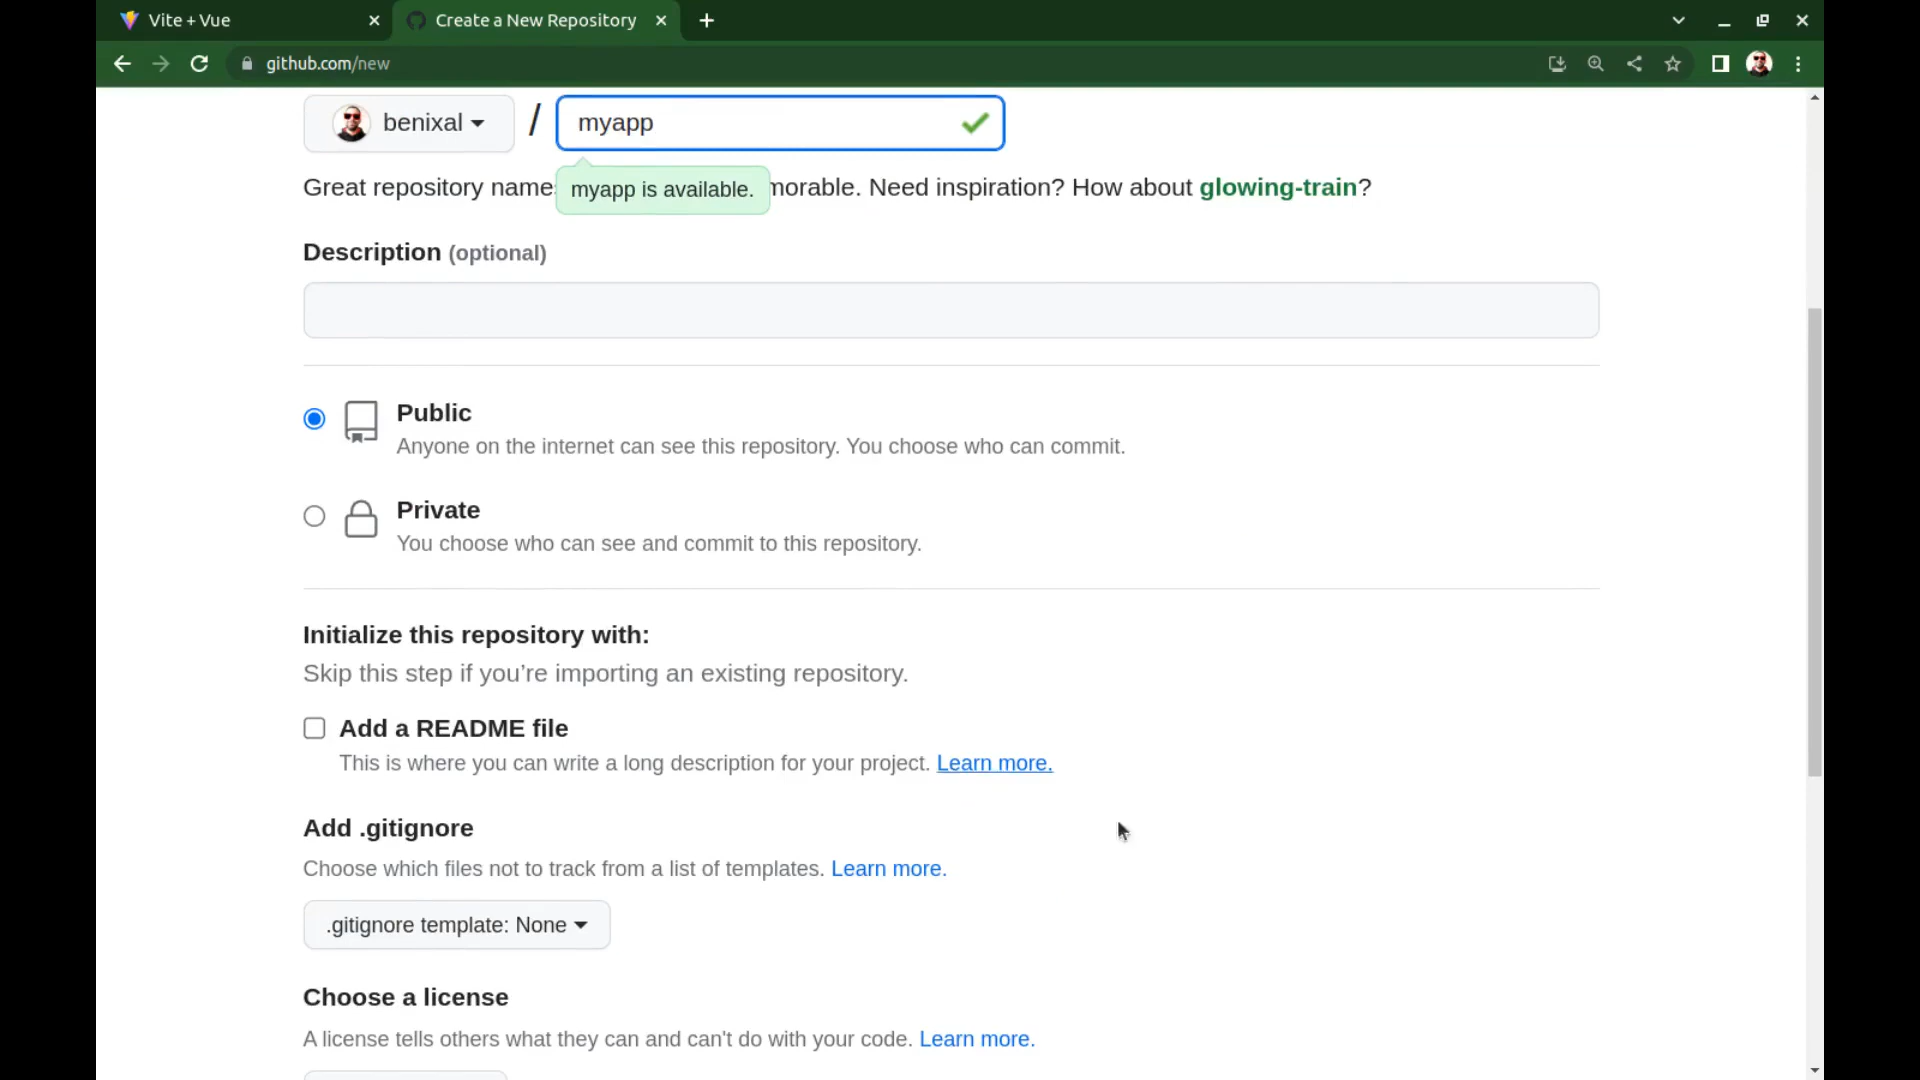 Vite + Vue
Create a New Repository
github.com/new
benixal / myapp
Great repository name myapp is available. morable. Need inspiration? How about glowing-train?
Description (optional)
Public
Anyone on the internet can see this repository. You choose who can commit.
Private
You choose who can see and commit to this repository.
Initialize this repository with:
Skip this step if you’re importing an existing repository.
Add a README file
This is where you can write a long description for your project. Learn more.
Add .gitignore
Choose which files not to track from a list of templates. Learn more.
.gitignore template: None
Choose a license
A license tells others what they can and can't do with your code. Learn more.